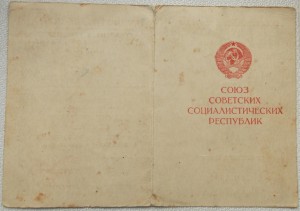 СОЮЗ
СОВЕТСКИХ
СОЦИАЛИСТИЧЕСКИХ
РЕСПУБЛИК